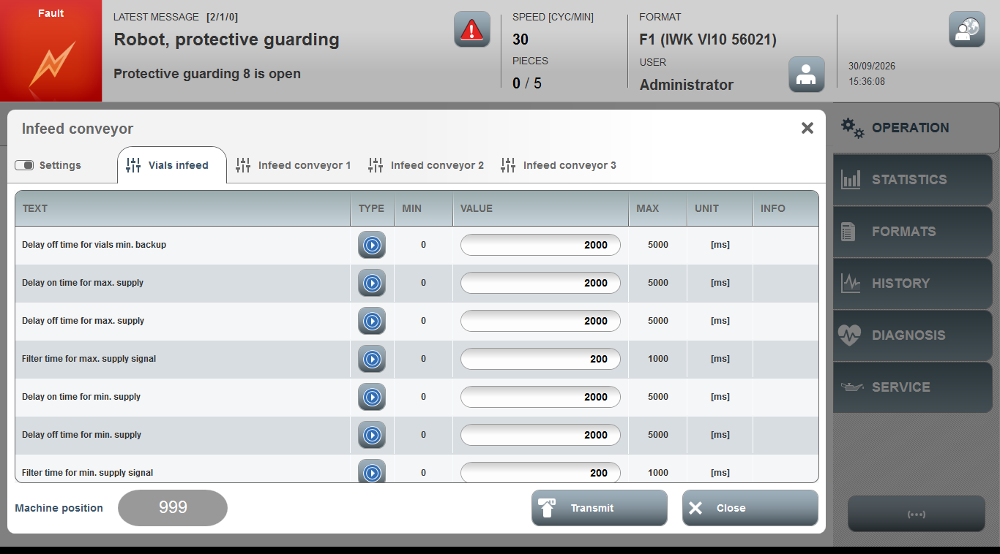 Fault
LATEST MESSAGE [2/1/0]
Robot, protective guarding
Protective guarding 8 is open
SPEED [CYC/MIN]
30
PIECES
0 / 5
FORMAT
F1 (IWK VI10 56021)
USER
Administrator
30/09/2026
15:36:08
Infeed conveyor
Settings
Vials infeed
Infeed conveyor 1
Infeed conveyor 2
Infeed conveyor 3
TEXT TYPE MIN VALUE MAX UNIT INFO
Delay off time for vials min. backup 0 2000 5000 [ms]
Delay on time for max. supply 0 2000 5000 [ms]
Delay off time for max. supply 0 2000 5000 [ms]
Filter time for max. supply signal 0 200 1000 [ms]
Delay on time for min. supply 0 2000 5000 [ms]
Delay off time for min. supply 0 2000 5000 [ms]
Filter time for min. supply signal 0 200 1000 [ms]
Machine position 999
Transmit
Close
OPERATION
STATISTICS
FORMATS
HISTORY
DIAGNOSIS
SERVICE